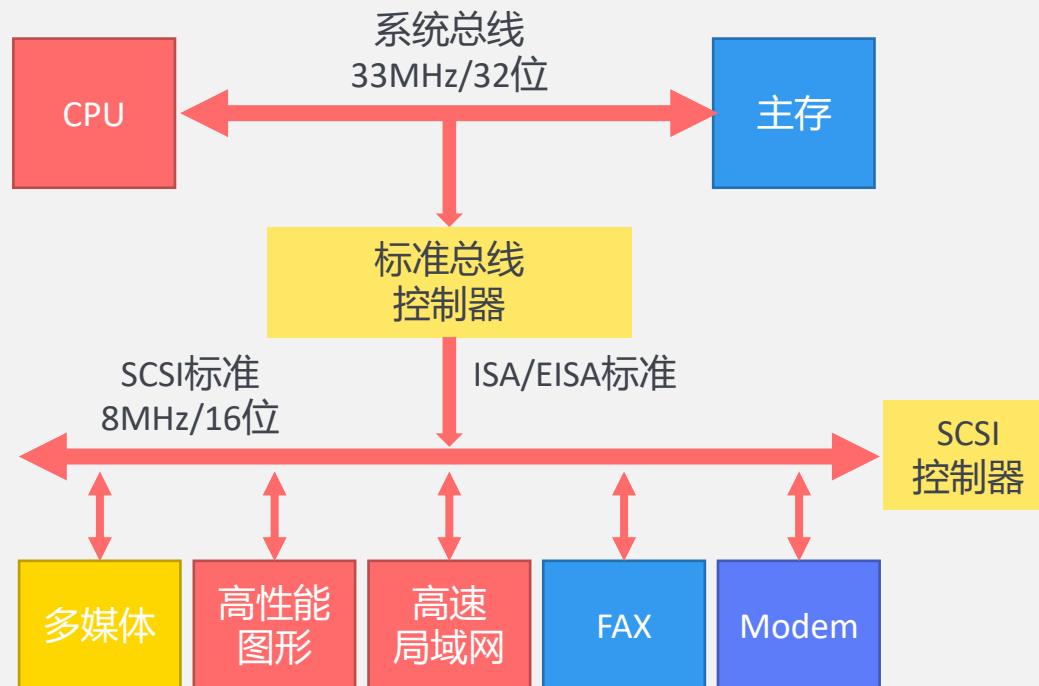 系统总线
33MHz/32位
CPU
主存
标准总线
控制器
SCSI标准
8MHz/16位
ISA/EISA标准
SCSI
控制器
多媒体
高性能
图形
高速
局域网
FAX
Modem